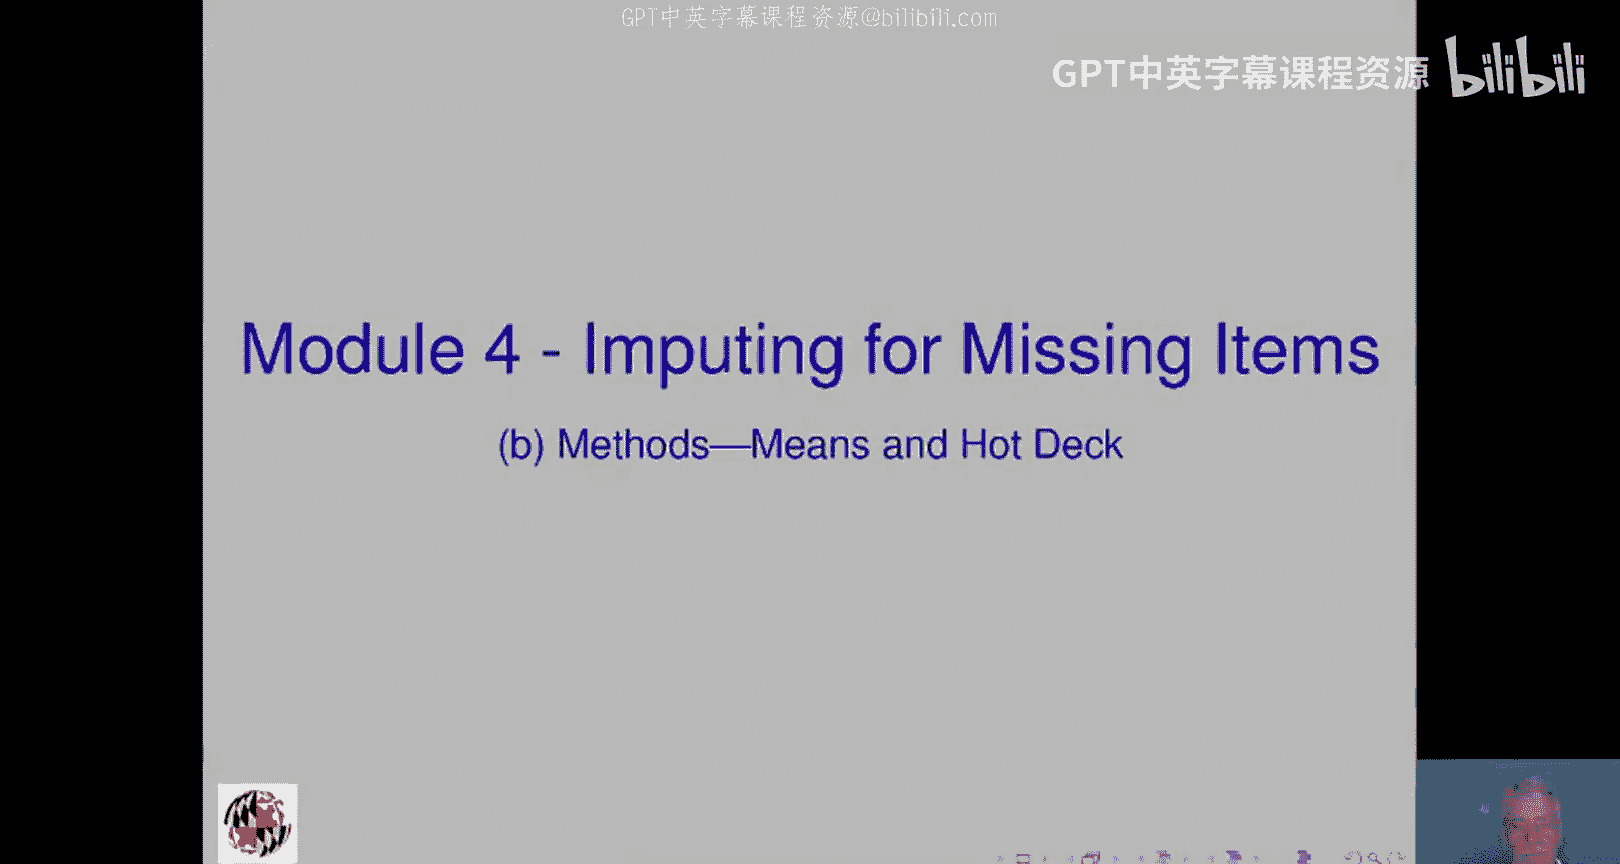 GPT中英字幕课程资源@bilibili.com
GPT中英字幕课程资源 bilibili
Module 4 - Imputing for Missing Items
(b) Methods—Means and Hot Deck